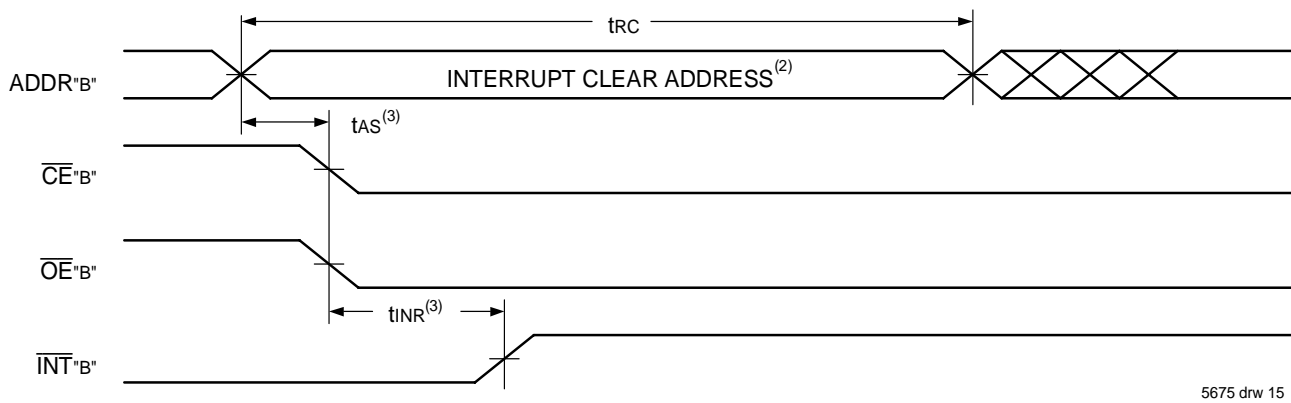 tRC
ADDR"B"
INTERRUPT CLEAR ADDRESS(2)
tAS(3)
CE"B"
OE"B"
tINR(3)
INT"B"
5675 drw 15